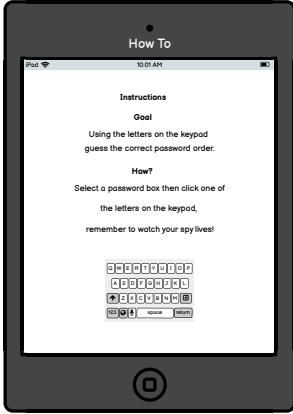 How To
iPad 10:01 AM
Instructions
Goal
Using the letters on the keypad
guess the correct password order.
How?
Select a password box then click one of
the letters on the keypad,
remember to watch your spy lives!
Q W E R T Y U I O P
A S D F G H J K L
Z X C V B N M
123 space return